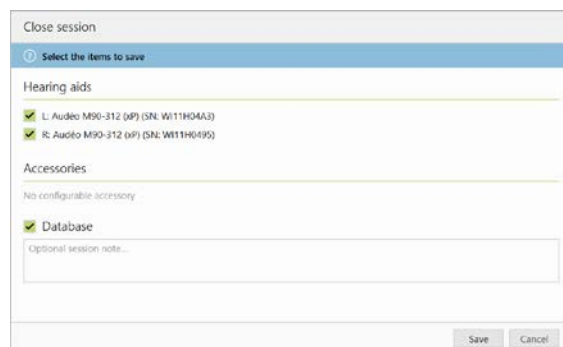 Close session
Select the items to save
Hearing aids
L: Audéo M90-312 (xP) (SN: WI11H04A3)
R: Audéo M90-312 (xP) (SN: WI11H0495)
Accessories
No configurable accessory
Database
Optional session note...
Save Cancel